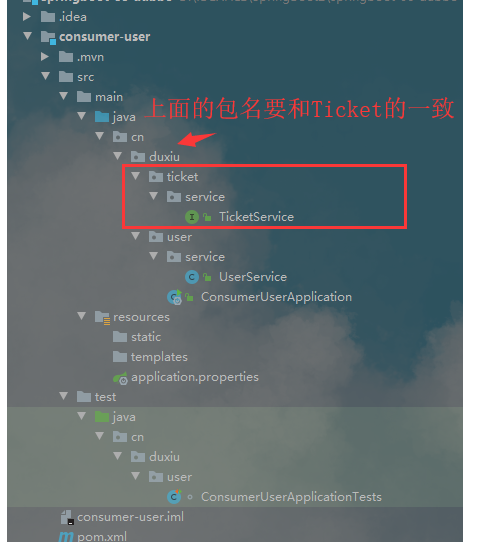 .idea
consumer-user
.mvn
src
main
java
上面的包名要和Ticket的一致
cn
duxiu
ticket
service
TicketService
user
service
UserService
ConsumerUserApplication
resources
static
templates
application.properties
test
java
cn
duxiu
user
ConsumerUserApplicationTests
consumer-user.iml
pom.xml